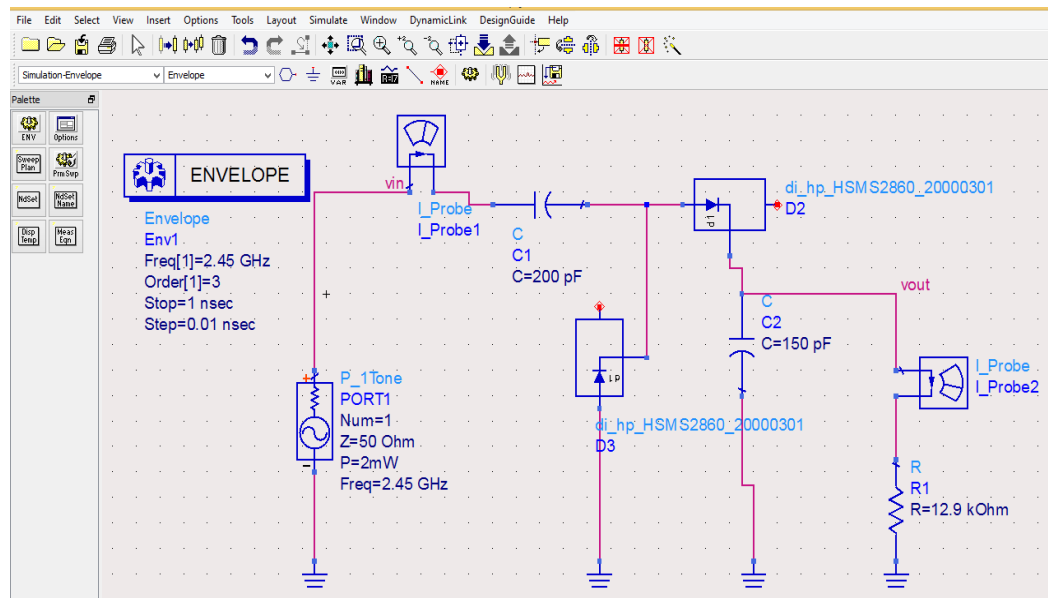 File Edit Select View Insert Options Tools Layout Simulate Window DynamicLink DesignGuide Help
VAR
R=7
NAME
Simulation-Envelope
Envelope
Palette
ENV
Options
Sweep Plan
Prm Sup
NdSet
NdSet Name
Disp Temp
Meas Eqn
ENVELOPE
Envelope
Env1
Freq[1]=2.45 GHz
Order[1]=3
Stop=1 nsec
Step=0.01 nsec
vin
I_Probe
I_Probe1
C
C1
C=200 pF
di_hp_HSMS2860_20000301
D2
vout
C
C2
C=150 pF
I_Probe
I_Probe2
di_hp_HSMS2860_20000301
D3
P_1Tone
PORT1
Num=1
Z=50 Ohm
P=2mW
Freq=2.45 GHz
R
R1
R=12.9 kOhm